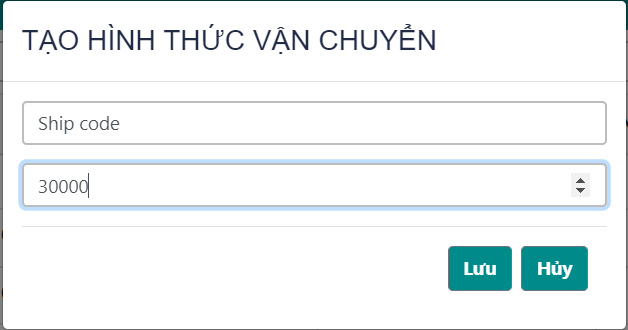 TẠO HÌNH THỨC VẬN CHUYỂN
Ship code
30000
Lưu Hủy